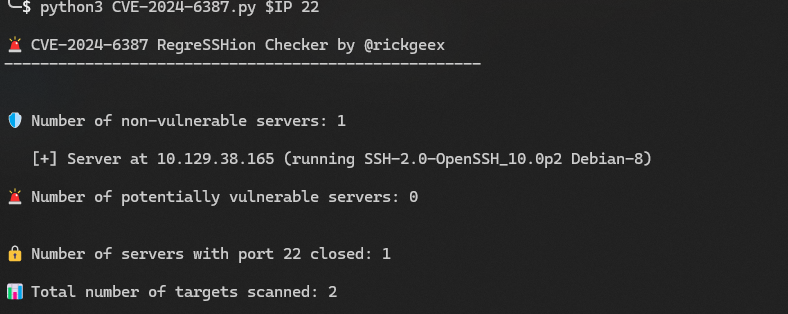 └─$ python3 CVE-2024-6387.py $IP 22
🚨 CVE-2024-6387 RegreSSHion Checker by @rickgeex
-----------------------------------------------------
🛡️ Number of non-vulnerable servers: 1
[+] Server at 10.129.38.165 (running SSH-2.0-OpenSSH_10.0p2 Debian-8)
🚨 Number of potentially vulnerable servers: 0
🔒 Number of servers with port 22 closed: 1
📊 Total number of targets scanned: 2